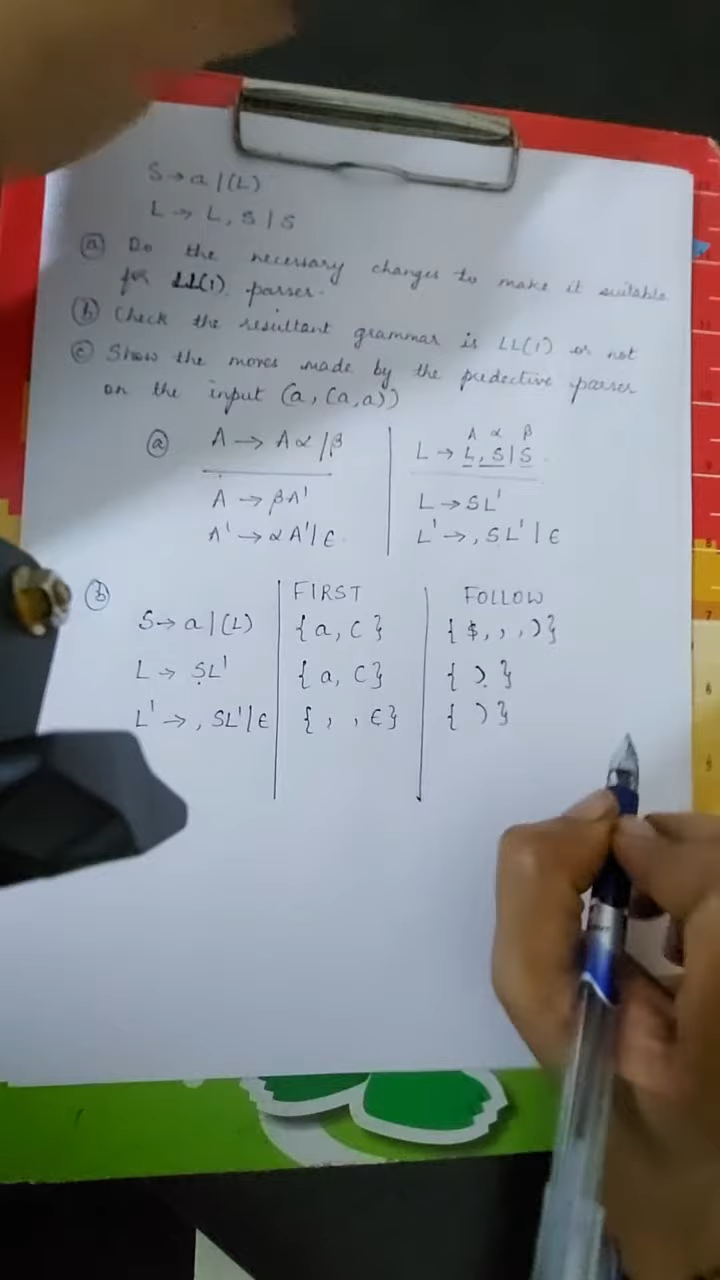 S → a | (L)
L → L, S | S
ⓐ Do the necessary changes to make it suitable
for LL(1) parser.
ⓑ Check the resultant grammar is LL(1) or not
ⓒ Show the moves made by the predective parser
on the input (a, (a,a))
ⓐ A → Aα | β
A → βA'
A' → αA' | ε
A α β
L → L, S | S
L → SL'
L' → , SL' | ε
ⓑ FIRST FOLLOW
S → a | (L) {a, (} {$, , , )}
L → SL' {a, (} { ) }
L' → , SL' | ε { , , ε} { ) }